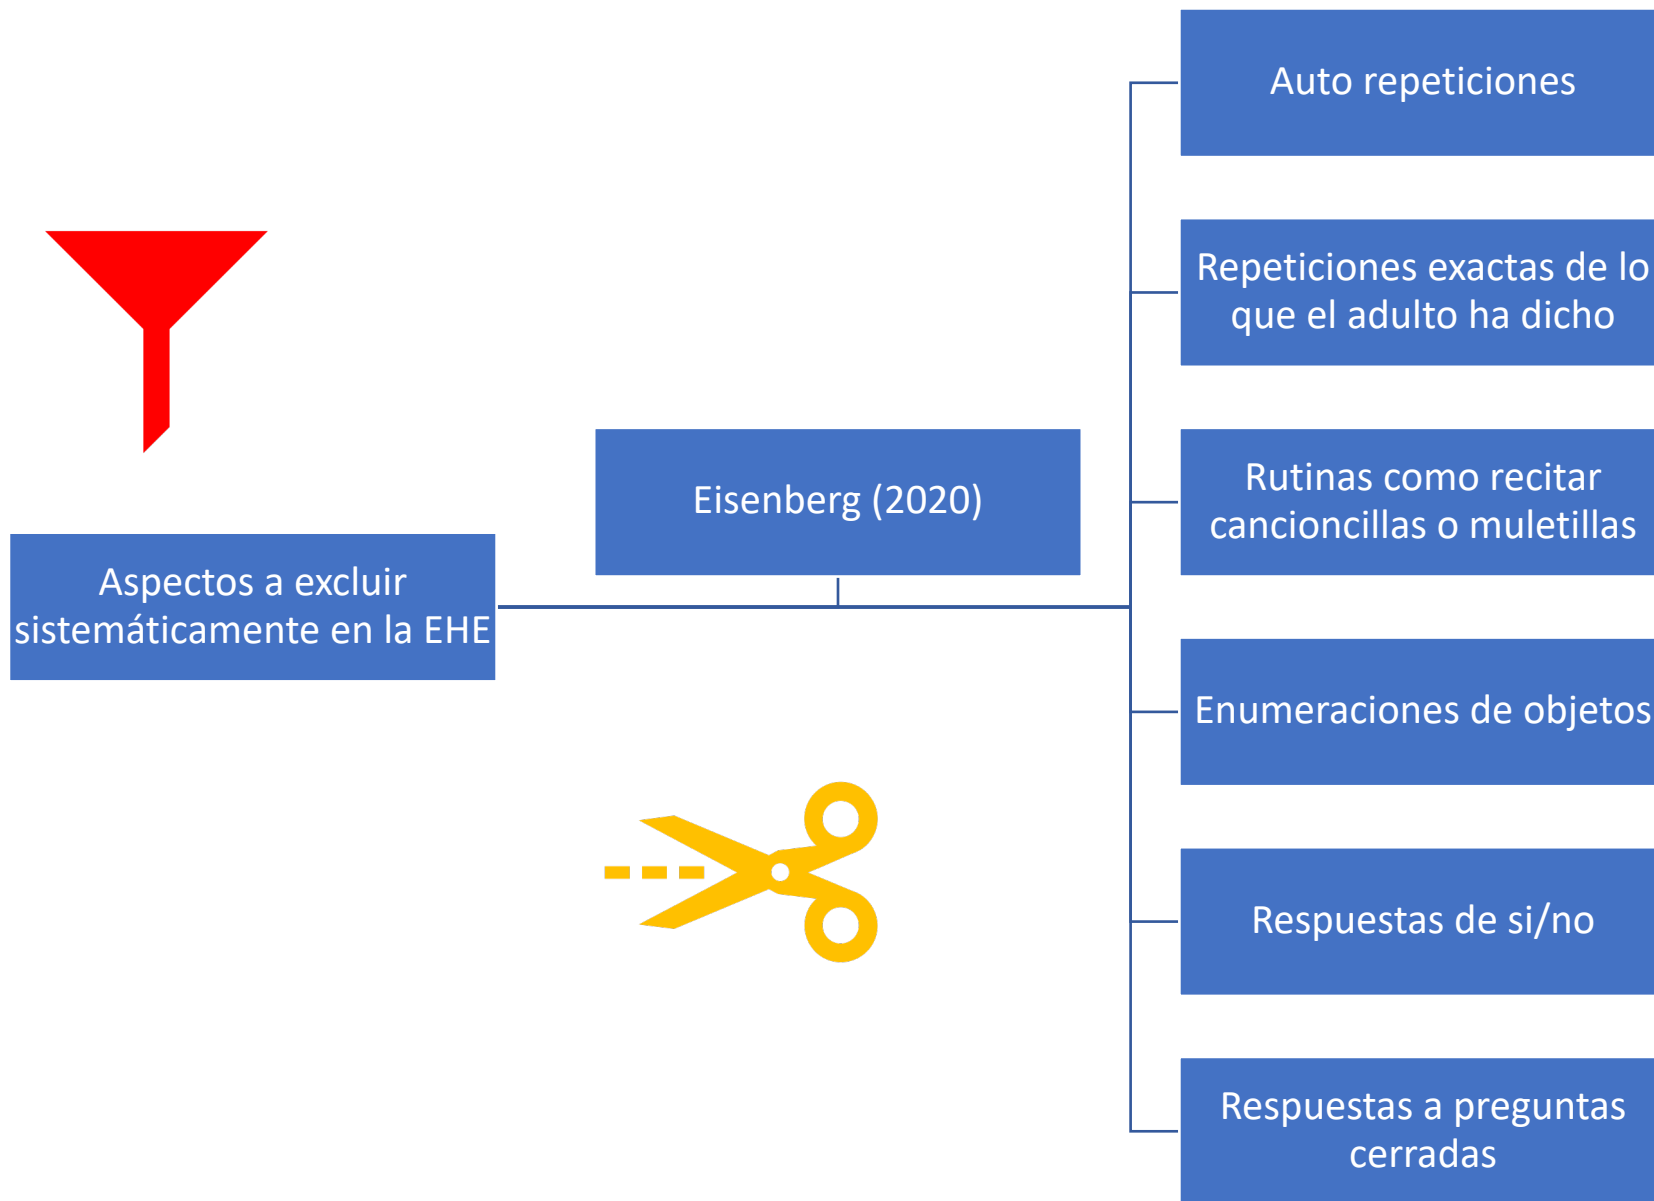 Aspectos a excluir
sistemáticamente en la EHE
Eisenberg (2020)
Auto repeticiones
Repeticiones exactas de lo
que el adulto ha dicho
Rutinas como recitar
cancioncillas o muletillas
Enumeraciones de objetos
Respuestas de si/no
Respuestas a preguntas
cerradas